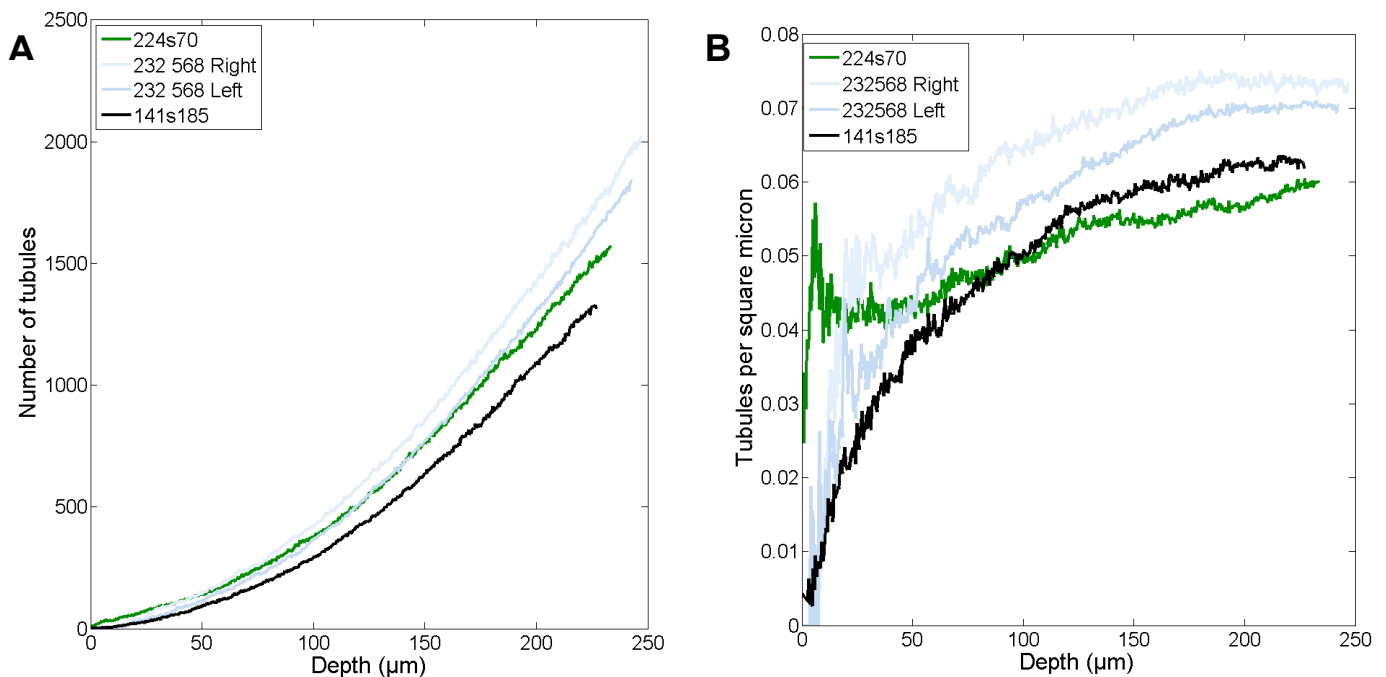 A
2500
2000
1500
1000
500
0
Number of tubules
224s70
232 568 Right
232 568 Left
141s185
0 50 100 150 200 250
Depth (μm)
B
0.08
0.07
0.06
0.05
0.04
0.03
0.02
0.01
0
Tubules per square micron
224s70
232568 Right
232568 Left
141s185
0 50 100 150 200 250
Depth (μm)